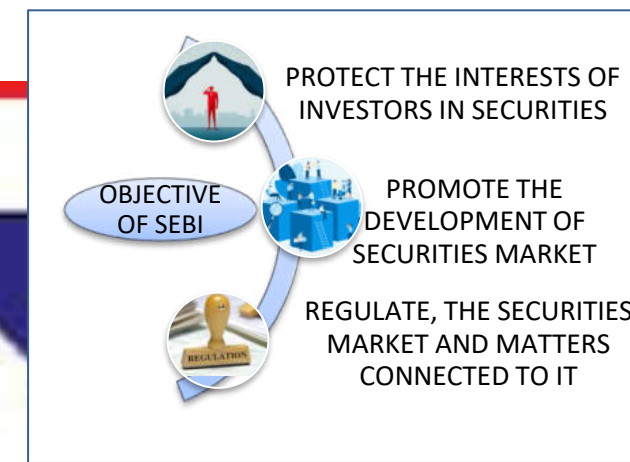 PROTECT THE INTERESTS OF
INVESTORS IN SECURITIES
OBJECTIVE
OF SEBI
PROMOTE THE
DEVELOPMENT OF
SECURITIES MARKET
REGULATE, THE SECURITIES
MARKET AND MATTERS
CONNECTED TO IT
REGULATION